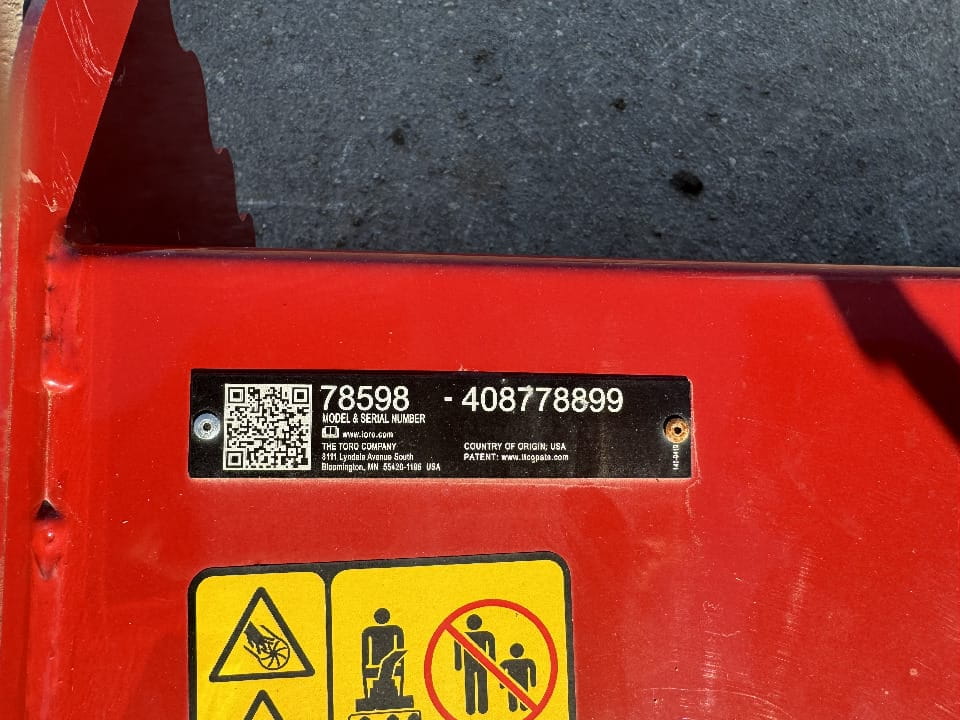 78598 - 408778899
MODEL & SERIAL NUMBER
www.toro.com
THE TORO COMPANY
8111 Lyndale Avenue South
Bloomington, MN 55420-1196 USA
COUNTRY OF ORIGIN: USA
PATENT: www.ttcopats.com